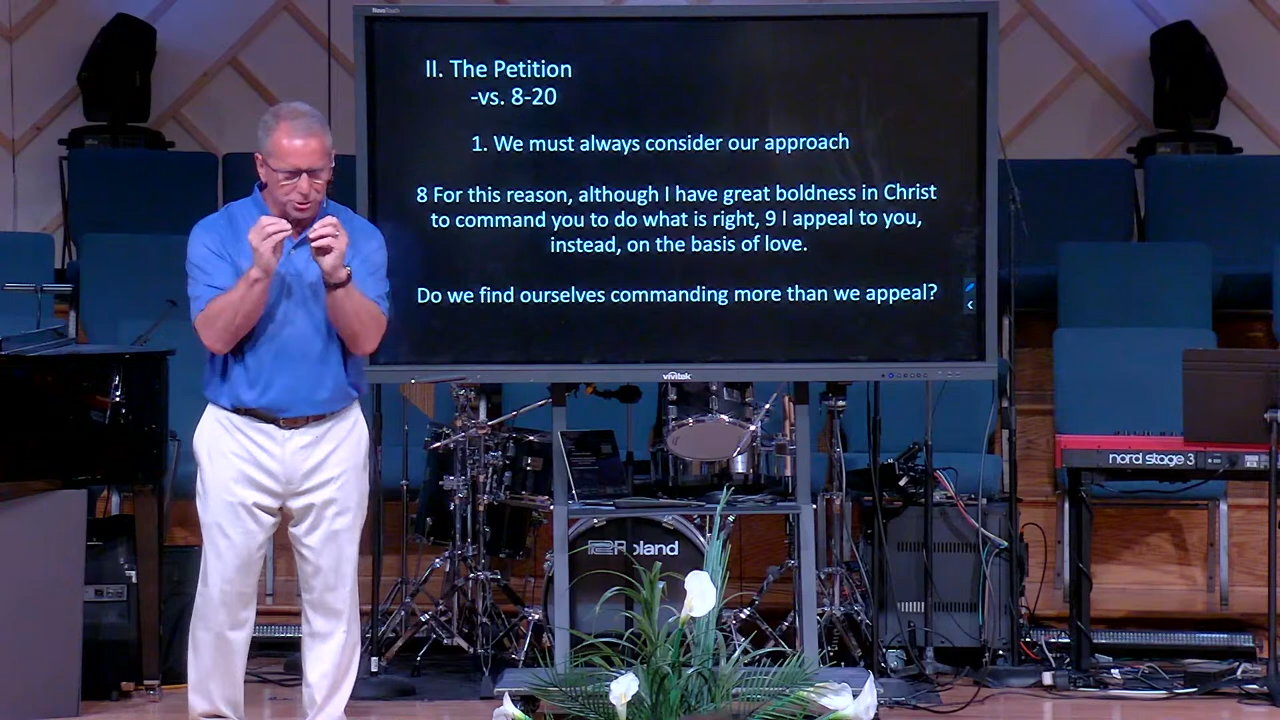 NovoTouch
II. The Petition
-vs. 8-20
1. We must always consider our approach
8 For this reason, although I have great boldness in Christ
to command you to do what is right, 9 I appeal to you,
instead, on the basis of love.
Do we find ourselves commanding more than we appeal?
vivitek
nord stage 3
Roland